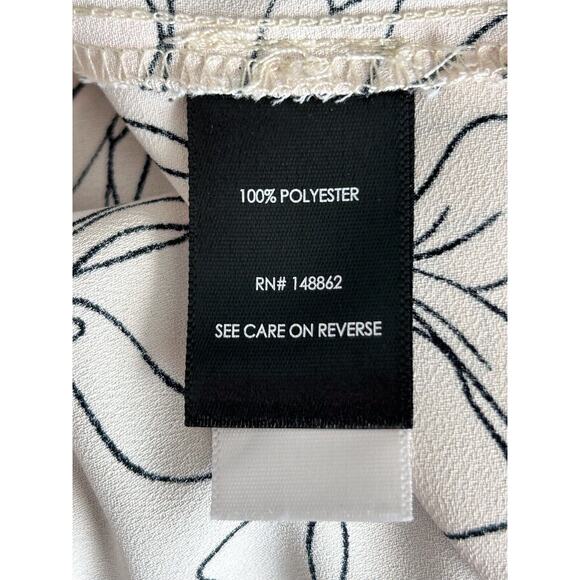 100% POLYESTER
RN# 148862
SEE CARE ON REVERSE